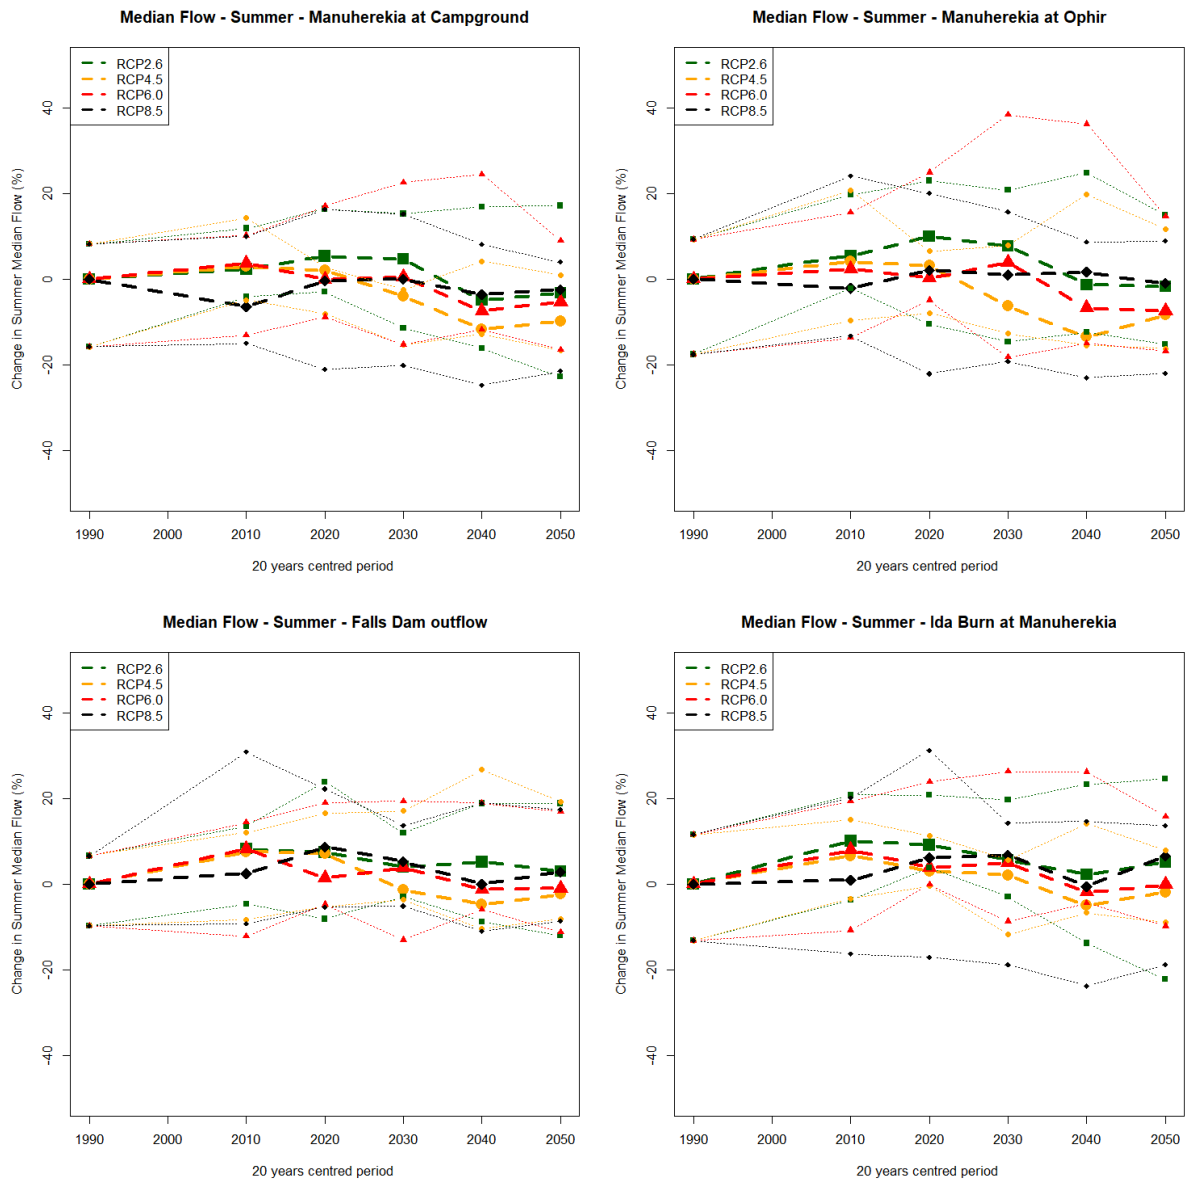 Median Flow - Summer - Manuherekia at Campground
RCP2.6
RCP4.5
RCP6.0
RCP8.5
Change in Summer Median Flow (%)
40
20
0
-20
-40
1990 2000 2010 2020 2030 2040 2050
20 years centred period
Median Flow - Summer - Manuherekia at Ophir
RCP2.6
RCP4.5
RCP6.0
RCP8.5
Change in Summer Median Flow (%)
40
20
0
-20
-40
1990 2000 2010 2020 2030 2040 2050
20 years centred period
Median Flow - Summer - Falls Dam outflow
RCP2.6
RCP4.5
RCP6.0
RCP8.5
Change in Summer Median Flow (%)
40
20
0
-20
-40
1990 2000 2010 2020 2030 2040 2050
20 years centred period
Median Flow - Summer - Ida Burn at Manuherekia
RCP2.6
RCP4.5
RCP6.0
RCP8.5
Change in Summer Median Flow (%)
40
20
0
-20
-40
1990 2000 2010 2020 2030 2040 2050
20 years centred period